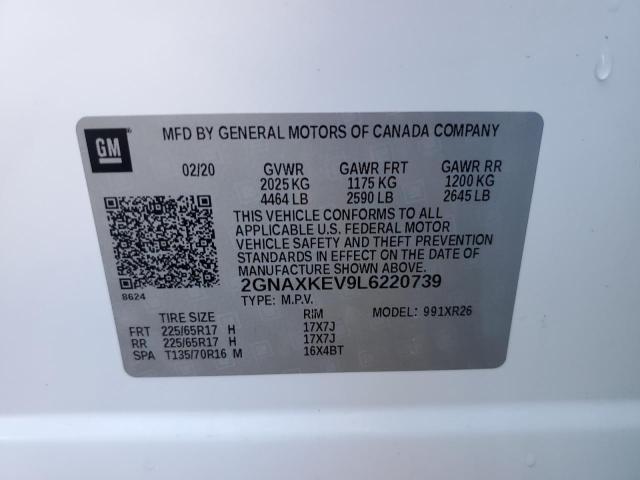 GM
MFD BY GENERAL MOTORS OF CANADA COMPANY
02/20 GVWR GAWR FRT GAWR RR
2025 KG 1175 KG 1200 KG
4464 LB 2590 LB 2645 LB
THIS VEHICLE CONFORMS TO ALL
APPLICABLE U.S. FEDERAL MOTOR
VEHICLE SAFETY AND THEFT PREVENTION
STANDARDS IN EFFECT ON THE DATE OF
MANUFACTURE SHOWN ABOVE.
8624
2GNAXKEV9L6220739
TYPE: M.P.V. MODEL: 991XR26
TIRE SIZE RIM
FRT 225/65R17 H 17X7J
RR 225/65R17 H 17X7J
SPA T135/70R16 M 16X4BT